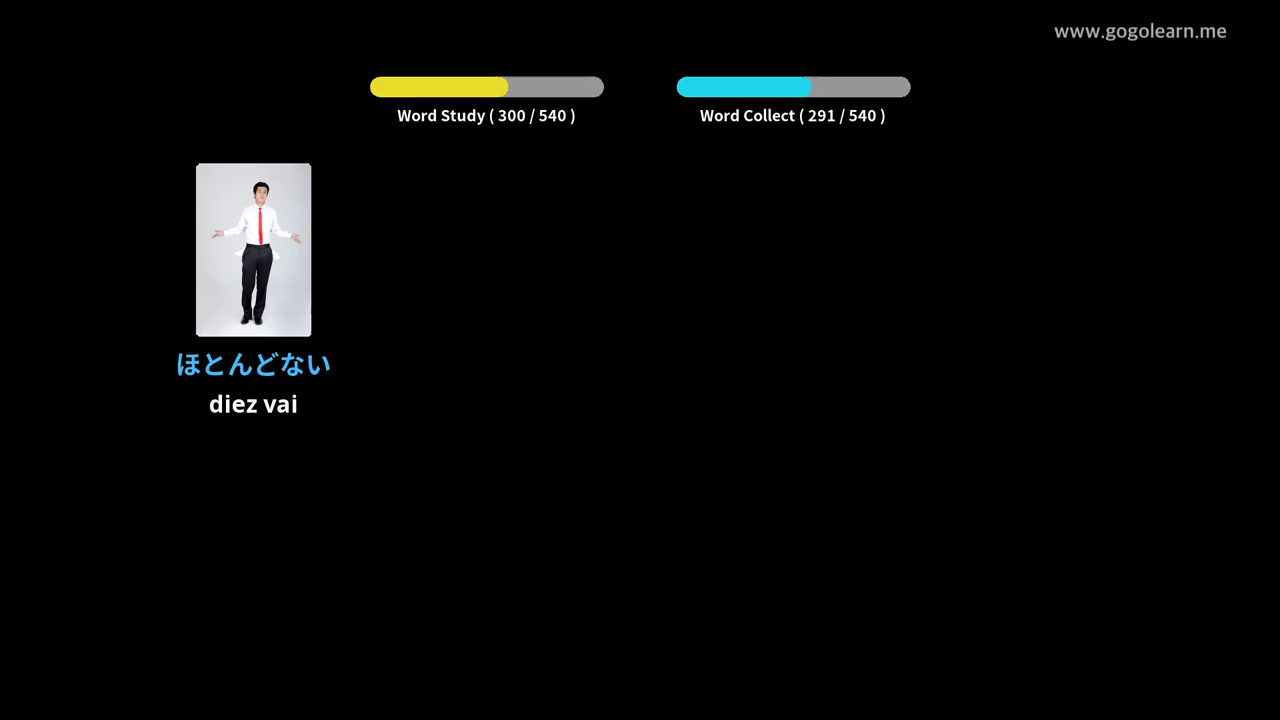 www.gogolearn.me
Word Study ( 300 / 540 )
Word Collect ( 291 / 540 )
ほとんどない
diez vai